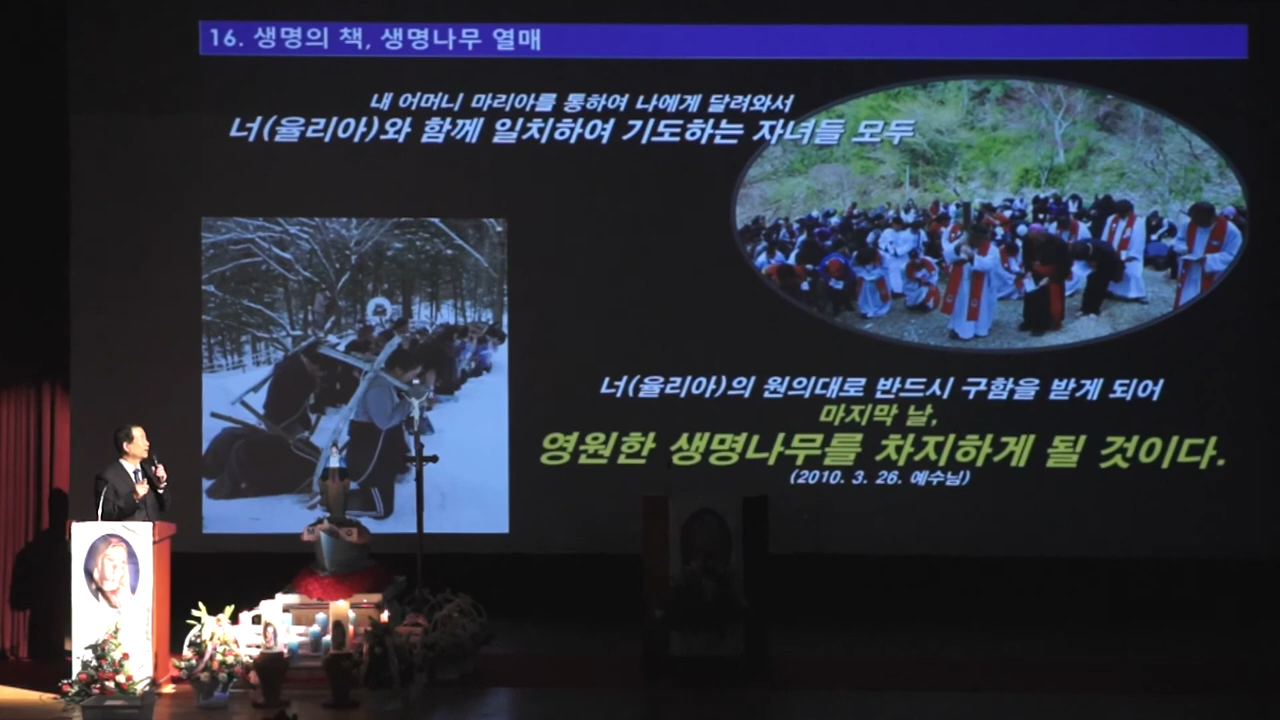 16. 생명의 책, 생명나무 열매
내 어머니 마리아를 통하여 나에게 달려와서
너(율리아)와 함께 일치하여 기도하는 자녀들 모두
너(율리아)의 원의대로 반드시 구함을 받게 되어
마지막 날,
영원한 생명나무를 차지하게 될 것이다.
(2010. 3. 26. 예수님)